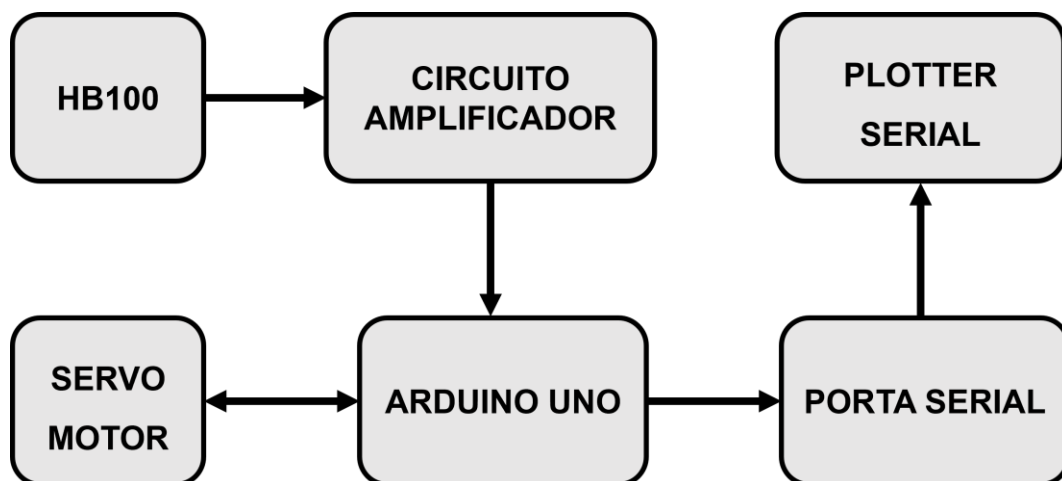 HB100
CIRCUITO
AMPLIFICADOR
PLOTTER
SERIAL
SERVO
MOTOR
ARDUINO UNO
PORTA SERIAL